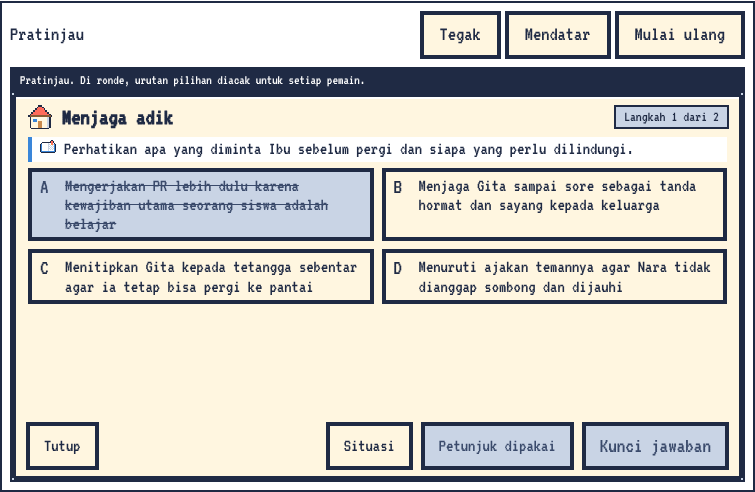 Pratinjau
Tegak
Mendatar
Mulai ulang
Pratinjau. Di ronde, urutan pilihan diacak untuk setiap pemain.
Menjaga adik
Langkah 1 dari 2
Perhatikan apa yang diminta Ibu sebelum pergi dan siapa yang perlu dilindungi.
A
Mengerjakan PR lebih dulu karena
kewajiban utama seorang siswa adalah
belajar
B
Menjaga Gita sampai sore sebagai tanda
hormat dan sayang kepada keluarga
C
Menitipkan Gita kepada tetangga sebentar
agar ia tetap bisa pergi ke pantai
D
Menuruti ajakan temannya agar Nara tidak
dianggap sombong dan dijauhi
Tutup
Situasi
Petunjuk dipakai
Kunci jawaban